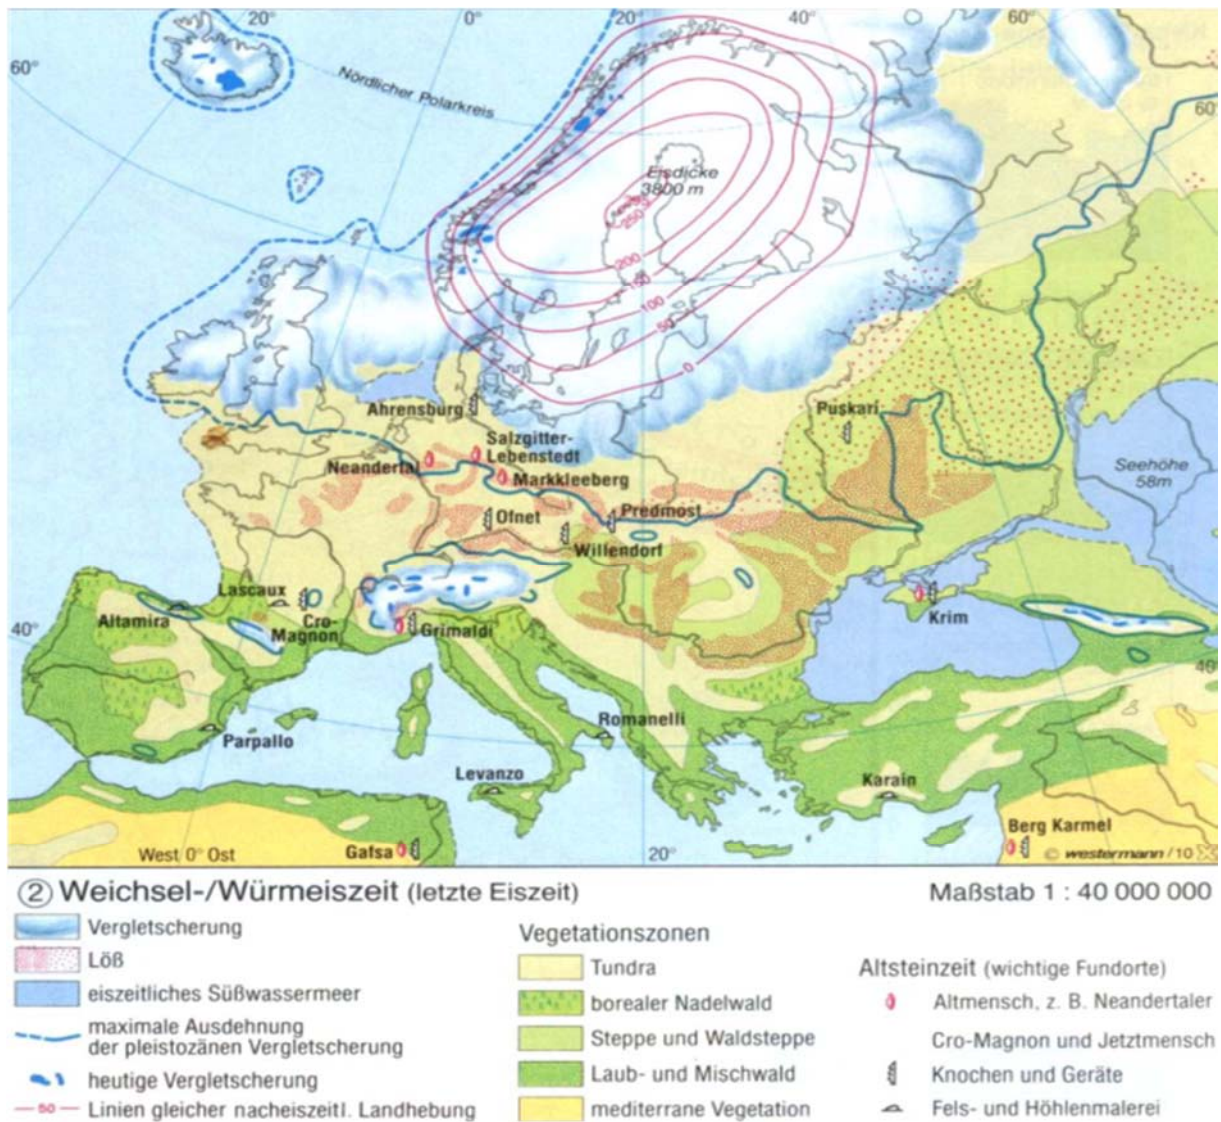 20°
0°
20°
40°
60°
60°
Nördlicher Polarkreis
60°
Eisdicke
3800 m
250
200
150
100
50
0
Ahrensburg
Puskari
Salzgitter-
Lebenstedt
Neandertal
Markkleeberg
Seehöhe
58m
Ofnet
Predmost
Willendorf
Lascaux
Altamira
Cro-
Magnon
Grimaldi
Krim
40°
40°
Parpallo
Romanelli
Levanzo
Karain
Berg Karmel
West 0° Ost
Gafsa
20°
© westermann/10
② Weichsel-/Würmeiszeit (letzte Eiszeit)
Maßstab 1 : 40 000 000
Vergletscherung
Löß
eiszeitliches Süßwassermeer
maximale Ausdehnung
der pleistozänen Vergletscherung
heutige Vergletscherung
50 Linien gleicher nacheiszeitl. Landhebung
Vegetationszonen
Tundra
borealer Nadelwald
Steppe und Waldsteppe
Laub- und Mischwald
mediterrane Vegetation
Altsteinzeit (wichtige Fundorte)
Altmensch, z. B. Neandertaler
Cro-Magnon und Jetztmensch
Knochen und Geräte
Fels- und Höhlenmalerei